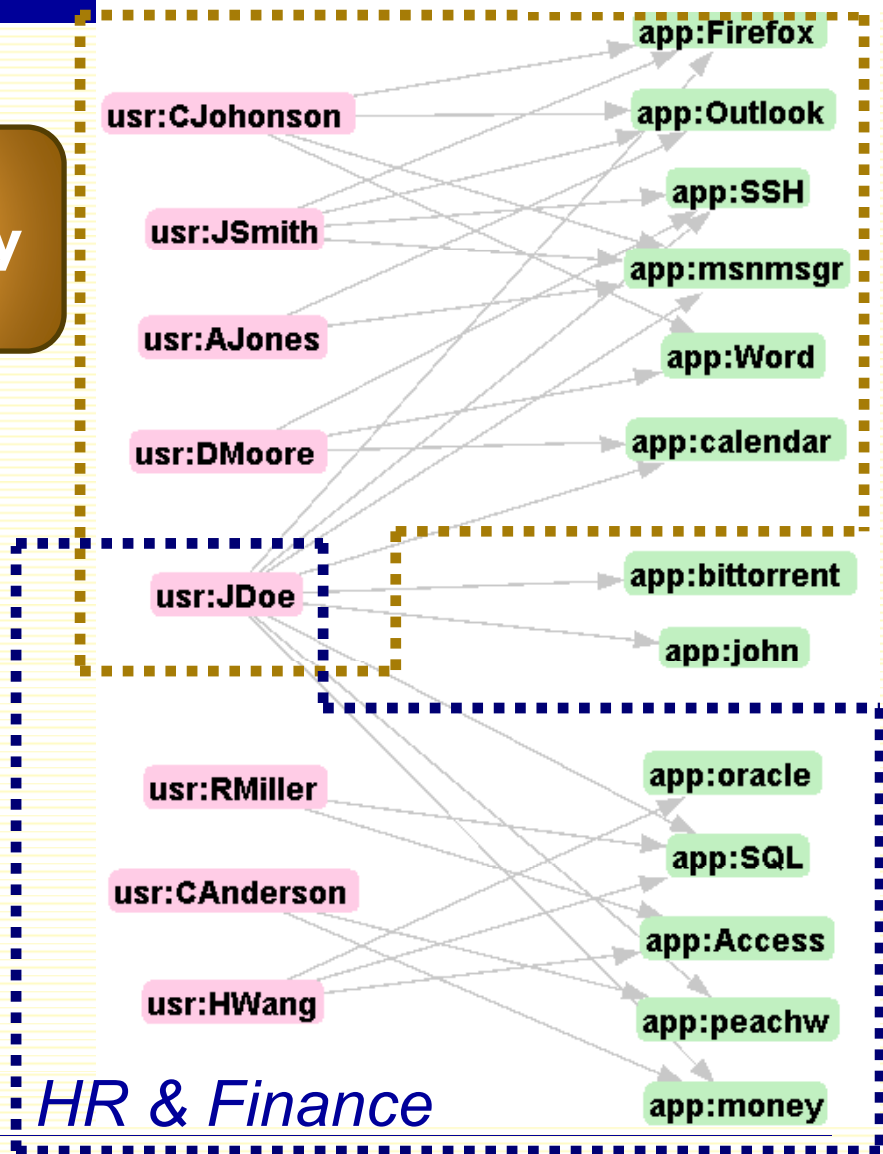 app:Firefox
usr:CJohonson
app:Outlook
app:SSH
usr:JSmith
app:msnmsgr
usr:AJones
app:Word
app:calendar
usr:DMoore
app:bittorrent
usr:JDoe
app:john
app:oracle
usr:RMiller
app:SQL
usr:CAnderson
app:Access
usr:HWang
app:peachw
HR & Finance
app:money
y